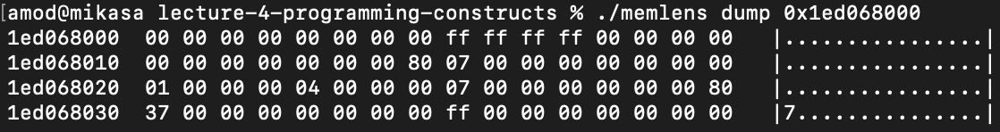 [amod@mikasa lecture-4-programming-constructs % ./memlens dump 0x1ed068000
1ed068000  00 00 00 00 00 00 00 00 ff ff ff ff 00 00 00 00  |................|
1ed068010  00 00 00 00 00 00 00 80 07 00 00 00 00 00 00 00  |................|
1ed068020  01 00 00 00 04 00 00 00 07 00 00 00 00 00 00 80  |................|
1ed068030  37 00 00 00 00 00 00 00 ff 00 00 00 00 00 00 00  |7...............|